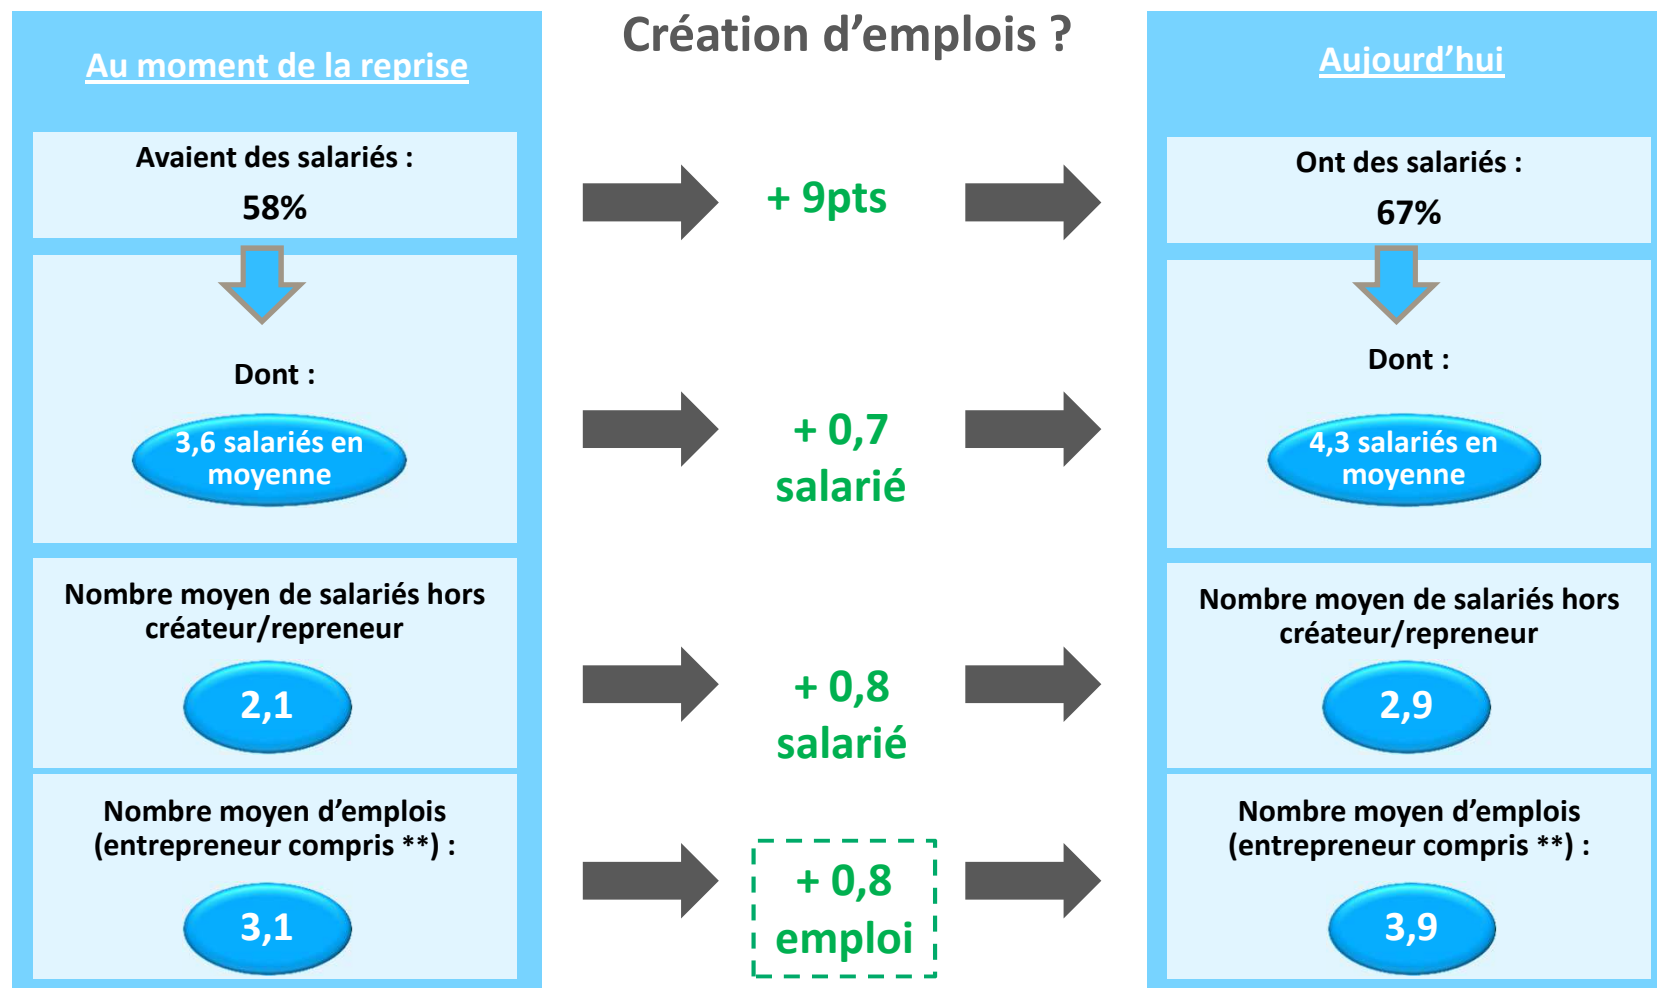 Création d’emplois ?
Au moment de la reprise
Avaient des salariés :
58%
Dont :
3,6 salariés en
moyenne
Nombre moyen de salariés hors
créateur/repreneur
2,1
Nombre moyen d’emplois
(entrepreneur compris **) :
3,1
+ 9pts
+ 0,7
salarié
+ 0,8
salarié
+ 0,8
emploi
Aujourd’hui
Ont des salariés :
67%
Dont :
4,3 salariés en
moyenne
Nombre moyen de salariés hors
créateur/repreneur
2,9
Nombre moyen d’emplois
(entrepreneur compris **) :
3,9